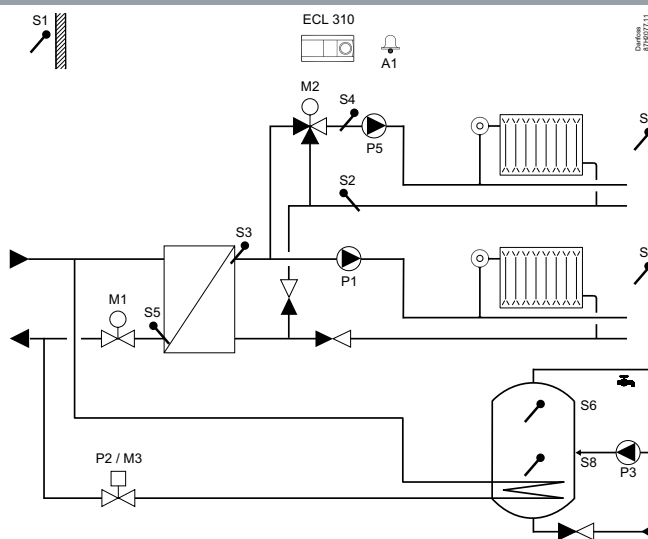 S1
ECL 310
A1
Danfoss
87H2077.11
M2
S4
P5
S
S2
S3
P1
S
M1
S5
S6
P2 / M3
S8
P3